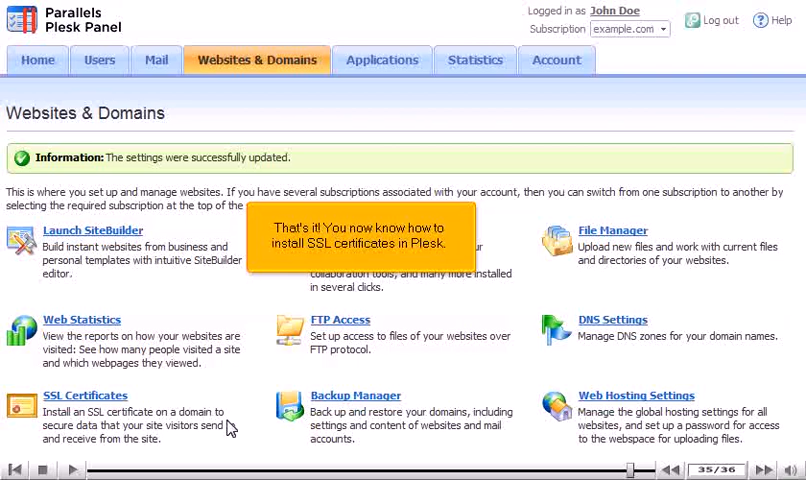 Parallels
Plesk Panel
Logged in as John Doe
Subscription example.com
Log out
Help
Home
Users
Mail
Websites & Domains
Applications
Statistics
Account
Websites & Domains
Information: The settings were successfully updated.
This is where you set up and manage websites. If you have several subscriptions associated with your account, then you can switch from one subscription to another by
selecting the required subscription at the top of the
That's it! You now know how to
install SSL certificates in Plesk.
Launch SiteBuilder
Build instant websites from business and
personal templates with intuitive SiteBuilder
editor.
collaboration tools, and many more installed
in several clicks.
File Manager
Upload new files and work with current files
and directories of your websites.
Web Statistics
View the reports on how your websites are
visited: See how many people visited a site
and which webpages they viewed.
FTP Access
Set up access to files of your websites over
FTP protocol.
DNS Settings
Manage DNS zones for your domain names.
SSL Certificates
Install an SSL certificate on a domain to
secure data that your site visitors send
and receive from the site.
Backup Manager
Back up and restore your domains, including
settings and content of websites and mail
accounts.
Web Hosting Settings
Manage the global hosting settings for all
websites, and set up a password for access
to the webspace for uploading files.
35/36